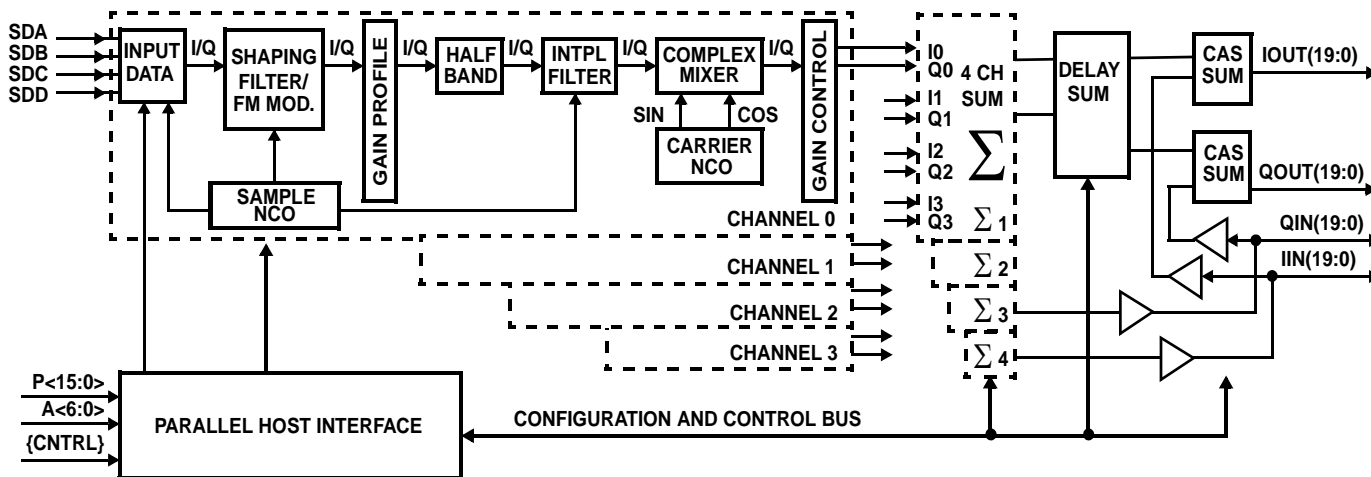 SDA
SDB
SDC
SDD
INPUT
DATA
I/Q
SHAPING
FILTER/
FM MOD.
I/Q
GAIN PROFILE
I/Q
HALF
BAND
I/Q
INTPL
FILTER
I/Q
COMPLEX
MIXER
I/Q
GAIN CONTROL
SIN
COS
CARRIER
NCO
SAMPLE
NCO
CHANNEL 0
CHANNEL 1
CHANNEL 2
CHANNEL 3
I0
Q0
I1
Q1
I2
Q2
I3
Q3
4 CH
SUM
∑
∑ 1
∑ 2
∑ 3
∑ 4
DELAY
SUM
CAS
SUM
IOUT(19:0)
CAS
SUM
QOUT(19:0)
QIN(19:0)
IIN(19:0)
P<15:0>
A<6:0>
{CNTRL}
PARALLEL HOST INTERFACE
CONFIGURATION AND CONTROL BUS